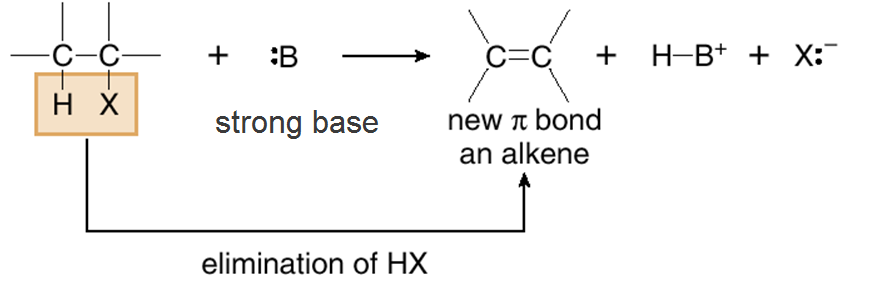 C–C + :B → C=C + H–B⁺ + X:⁻
H X
strong base
new π bond
an alkene
elimination of HX